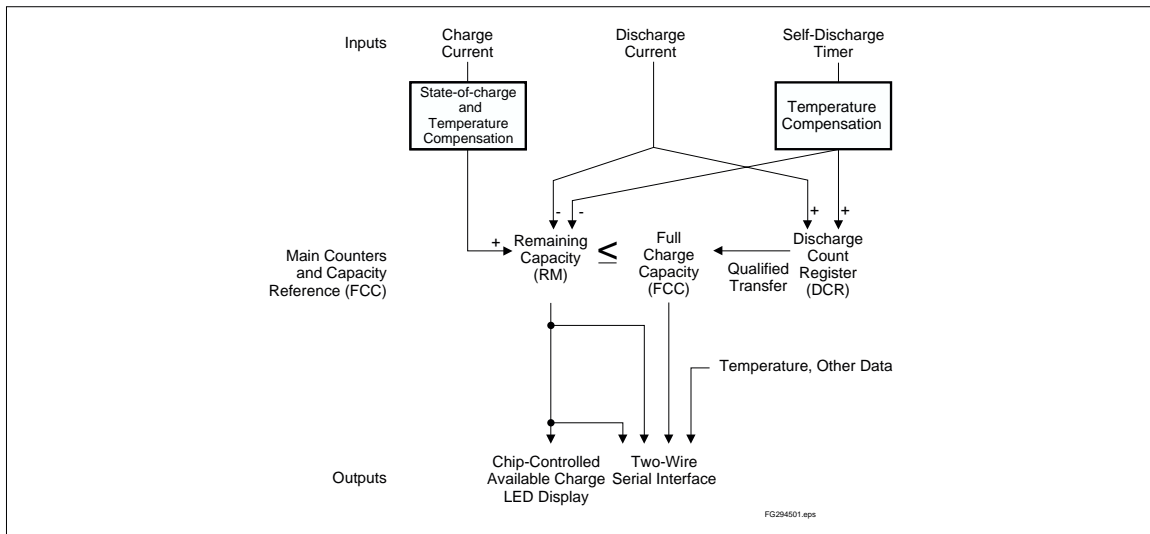 Inputs
Charge
Current
Discharge
Current
Self-Discharge
Timer
State-of-charge
and
Temperature
Compensation
Temperature
Compensation
- - + +
+
Main Counters
and Capacity
Reference (FCC)
Remaining
Capacity
(RM)
≤
Full
Charge
Capacity
(FCC)
Qualified
Transfer
Discharge
Count
Register
(DCR)
Temperature, Other Data
Outputs
Chip-Controlled
Available Charge
LED Display
Two-Wire
Serial Interface
FG294501.eps